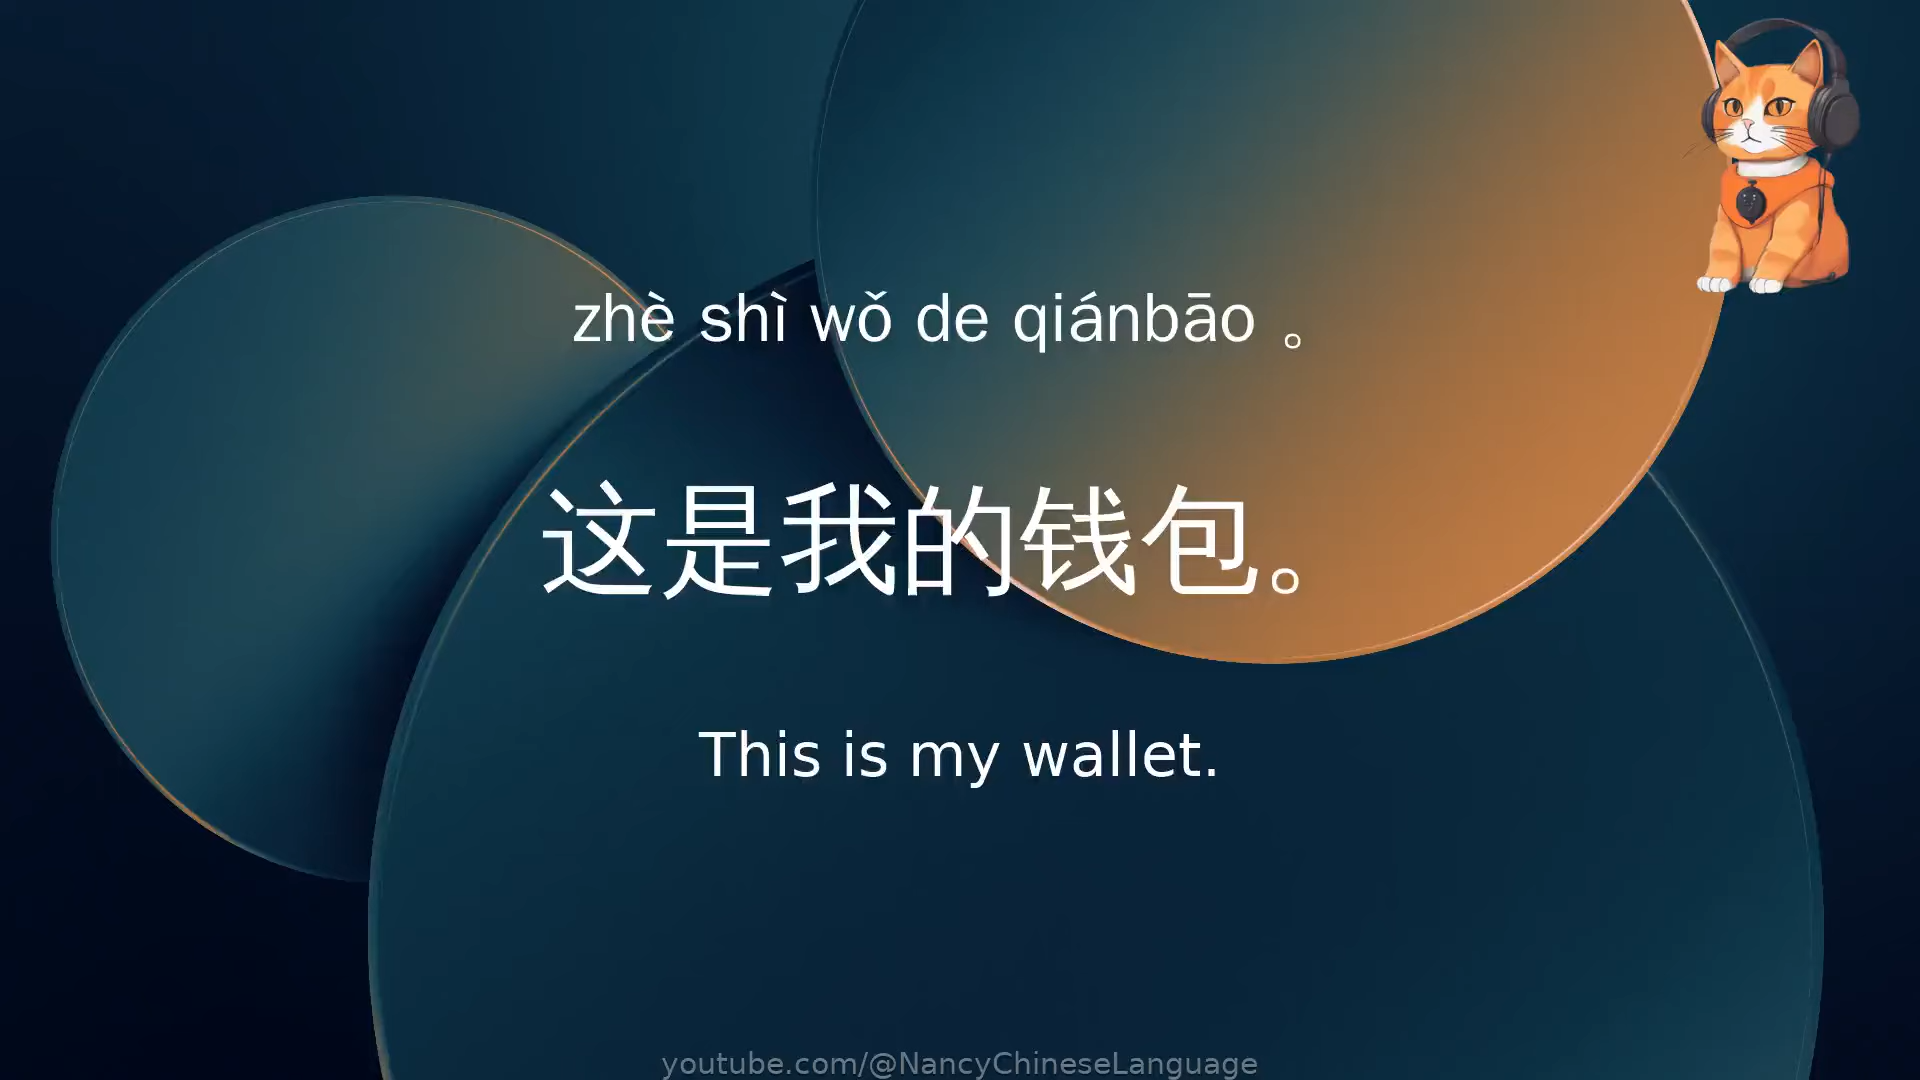 zhè shì wǒ de qiánbāo 。
这是我的钱包。
This is my wallet.
youtube.com/@NancyChineseLanguage